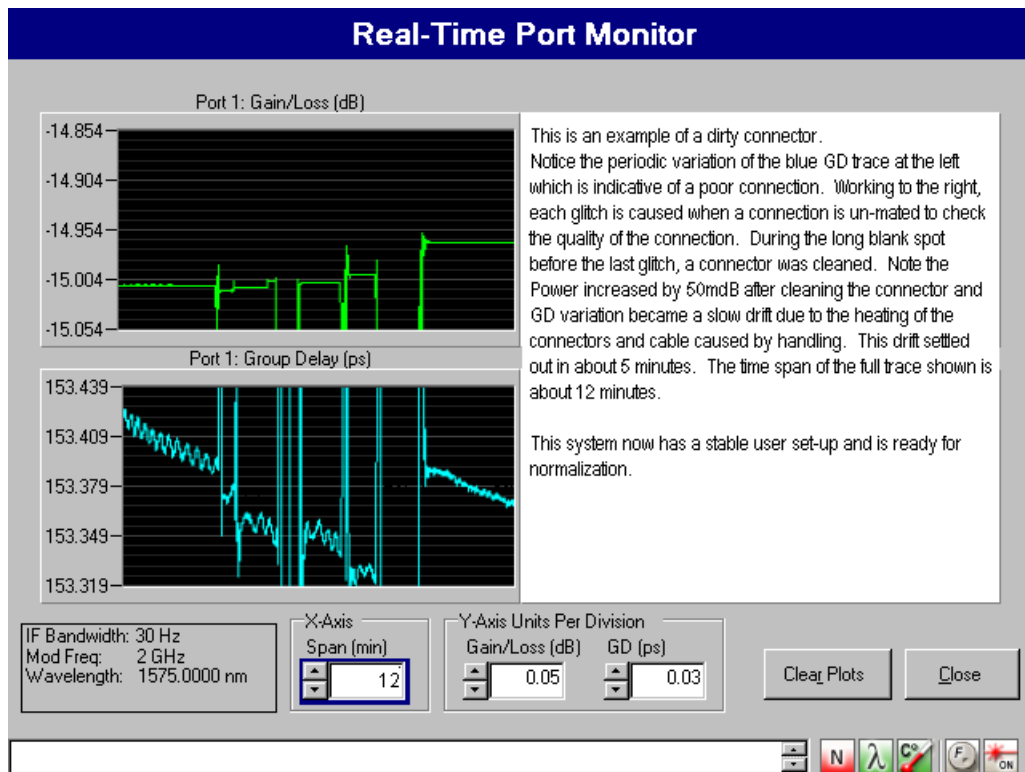 Real-Time Port Monitor
Port 1: Gain/Loss (dB)
-14.854
-14.904
-14.954
-15.004
-15.054
Port 1: Group Delay (ps)
153.439
153.409
153.379
153.349
153.319
This is an example of a dirty connector.
Notice the periodic variation of the blue GD trace at the left
which is indicative of a poor connection. Working to the right,
each glitch is caused when a connection is un-mated to check
the quality of the connection. During the long blank spot
before the last glitch, a connector was cleaned. Note the
Power increased by 50mdB after cleaning the connector and
GD variation became a slow drift due to the heating of the
connectors and cable caused by handling. This drift settled
out in about 5 minutes. The time span of the full trace shown is
about 12 minutes.
This system now has a stable user set-up and is ready for
normalization.
IF Bandwidth: 30 Hz
Mod Freq: 2 GHz
Wavelength: 1575.0000 nm
X-Axis
Span (min)
12
Y-Axis Units Per Division
Gain/Loss (dB) GD (ps)
0.05 0.03
Clear Plots
Close
N λ C° F, ON